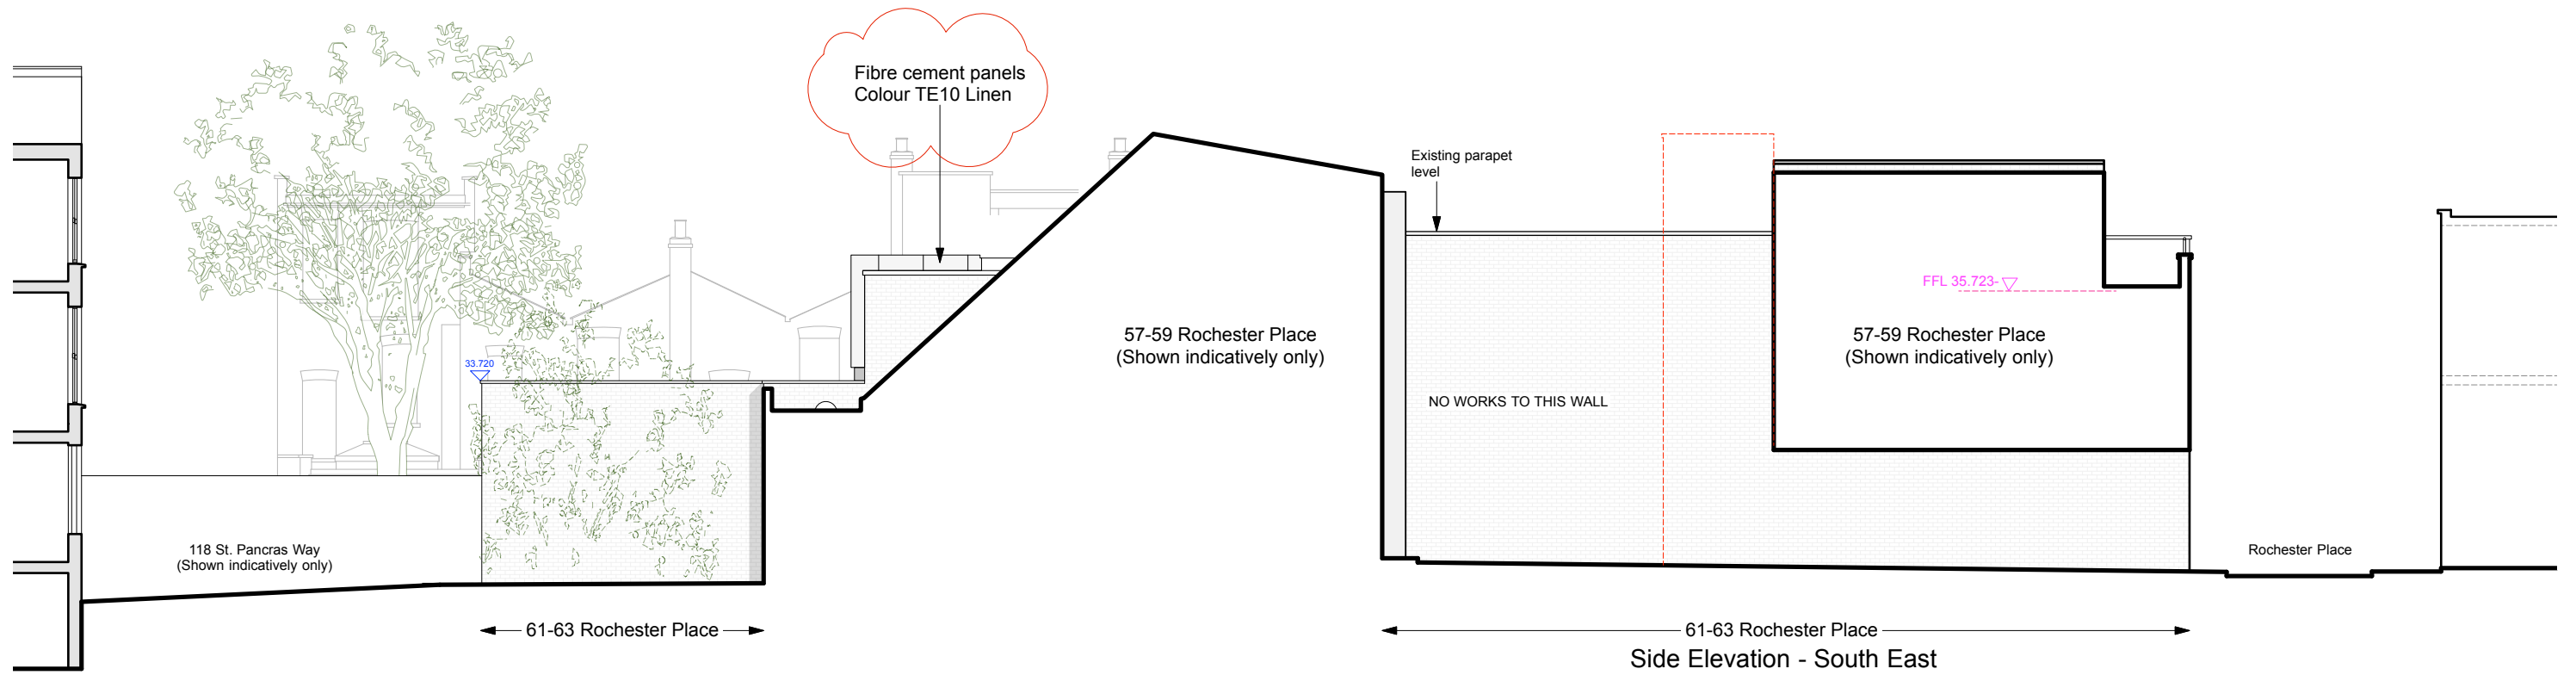 Fibre cement panels
Colour TE10 Linen
Existing parapet
level
FFL 35.723-
57-59 Rochester Place
(Shown indicatively only)
57-59 Rochester Place
(Shown indicatively only)
33.720
NO WORKS TO THIS WALL
118 St. Pancras Way
(Shown indicatively only)
Rochester Place
61-63 Rochester Place
61-63 Rochester Place
Side Elevation - South East